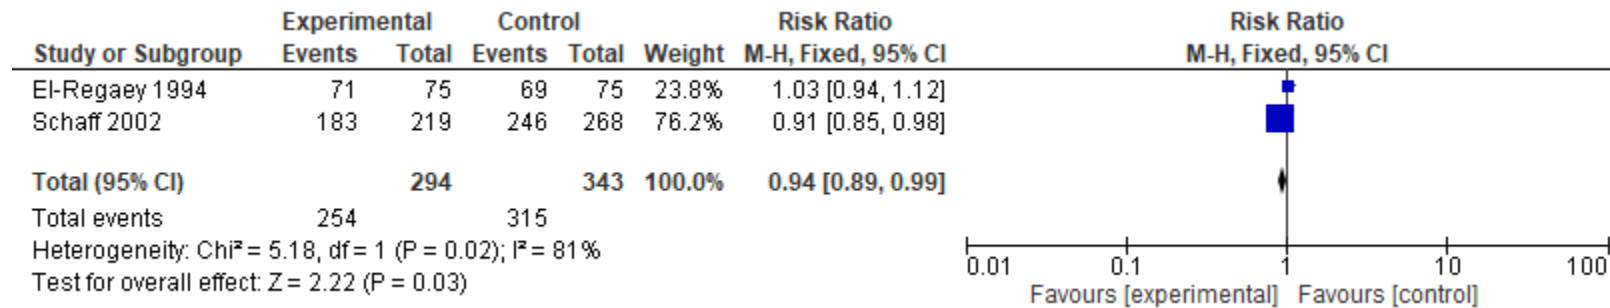 Experimental Control Risk Ratio Risk Ratio
Study or Subgroup Events Total Events Total Weight M-H, Fixed, 95% CI M-H, Fixed, 95% CI
El-Regaey 1994 71 75 69 75 23.8% 1.03 [0.94, 1.12]
Schaff 2002 183 219 246 268 76.2% 0.91 [0.85, 0.98]
Total (95% CI) 294 343 100.0% 0.94 [0.89, 0.99]
Total events 254 315
Heterogeneity: Chi² = 5.18, df = 1 (P = 0.02); I² = 81%
Test for overall effect: Z = 2.22 (P = 0.03)
0.01 0.1 1 10 100
Favours [experimental] Favours [control]